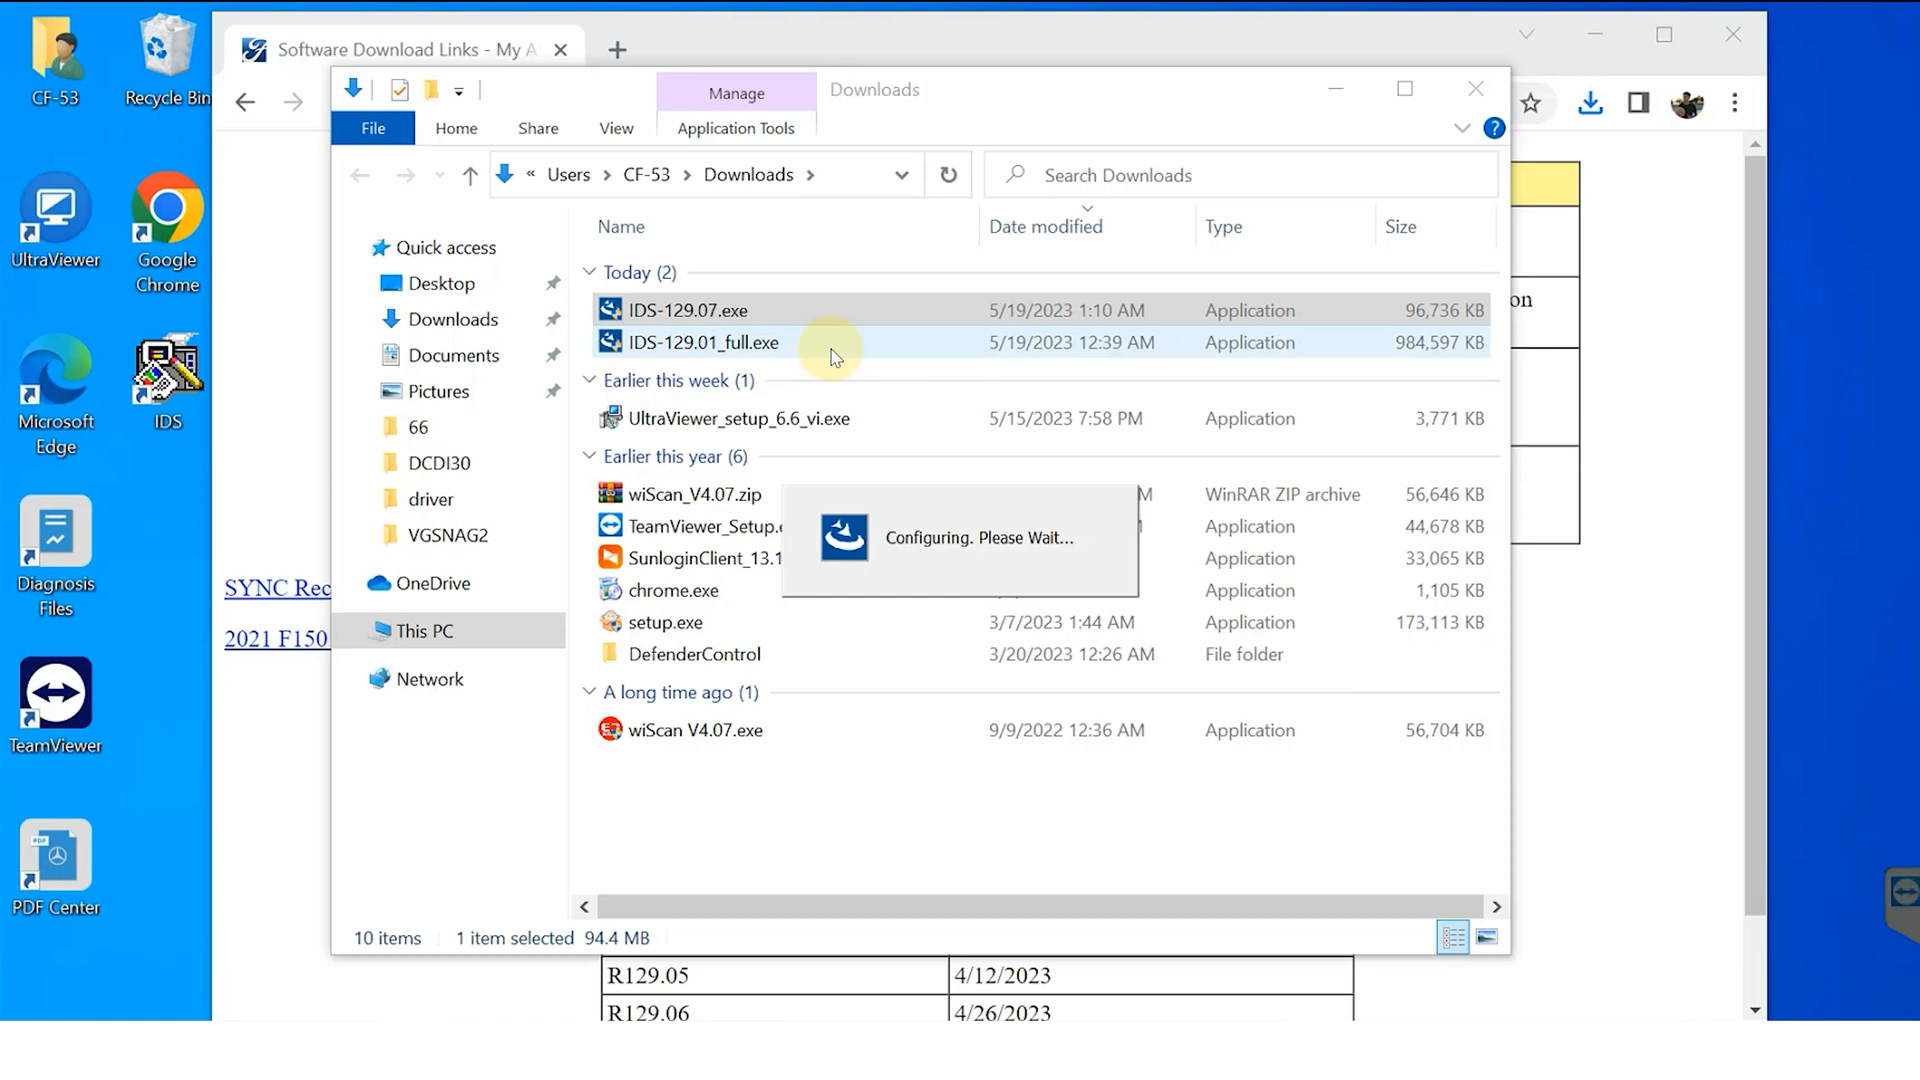 CF-53
Recycle Bin
UltraViewer
Google
Chrome
Microsoft
Edge
IDS
Diagnosis
Files
TeamViewer
PDF
PDF Center
Software Download Links - My A
Manage
Downloads
File
Home
Share
View
Application Tools
« Users > CF-53 > Downloads >
Search Downloads
Name
Date modified
Type
Size
Quick access
Desktop
Downloads
Documents
Pictures
66
DCDI30
driver
VGSNAG2
OneDrive
This PC
Network
Today (2)
IDS-129.07.exe 5/19/2023 1:10 AM Application 96,736 KB
IDS-129.01_full.exe 5/19/2023 12:39 AM Application 984,597 KB
Earlier this week (1)
UltraViewer_setup_6.6_vi.exe 5/15/2023 7:58 PM Application 3,771 KB
Earlier this year (6)
wiScan_V4.07.zip M WinRAR ZIP archive 56,646 KB
TeamViewer_Setup.e Application 44,678 KB
SunloginClient_13.1 Application 33,065 KB
chrome.exe Application 1,105 KB
setup.exe 3/7/2023 1:44 AM Application 173,113 KB
DefenderControl 3/20/2023 12:26 AM File folder
A long time ago (1)
wiScan V4.07.exe 9/9/2022 12:36 AM Application 56,704 KB
Configuring. Please Wait...
10 items 1 item selected 94.4 MB
on
SYNC Rec
2021 F150
R129.05 4/12/2023
R129.06 4/26/2023